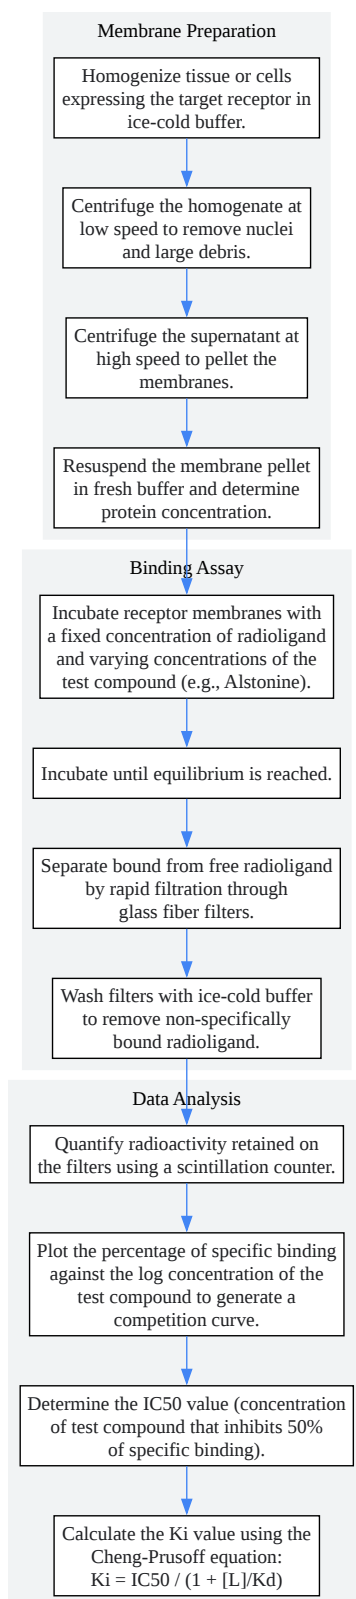 Membrane Preparation
Homogenize tissue or cells
expressing the target receptor in
ice-cold buffer.
Centrifuge the homogenate at
low speed to remove nuclei
and large debris.
Centrifuge the supernatant at
high speed to pellet the
membranes.
Resuspend the membrane pellet
in fresh buffer and determine
protein concentration.
Binding Assay
Incubate receptor membranes with
a fixed concentration of radioligand
and varying concentrations of the
test compound (e.g., Alstonine).
Incubate until equilibrium is reached.
Separate bound from free radioligand
by rapid filtration through
glass fiber filters.
Wash filters with ice-cold buffer
to remove non-specifically
bound radioligand.
Data Analysis
Quantify radioactivity retained on
the filters using a scintillation counter.
Plot the percentage of specific binding
against the log concentration of the
test compound to generate a
competition curve.
Determine the IC50 value (concentration
of test compound that inhibits 50%
of specific binding).
Calculate the Ki value using the
Cheng-Prusoff equation:
Ki = IC50 / (1 + [L]/Kd)